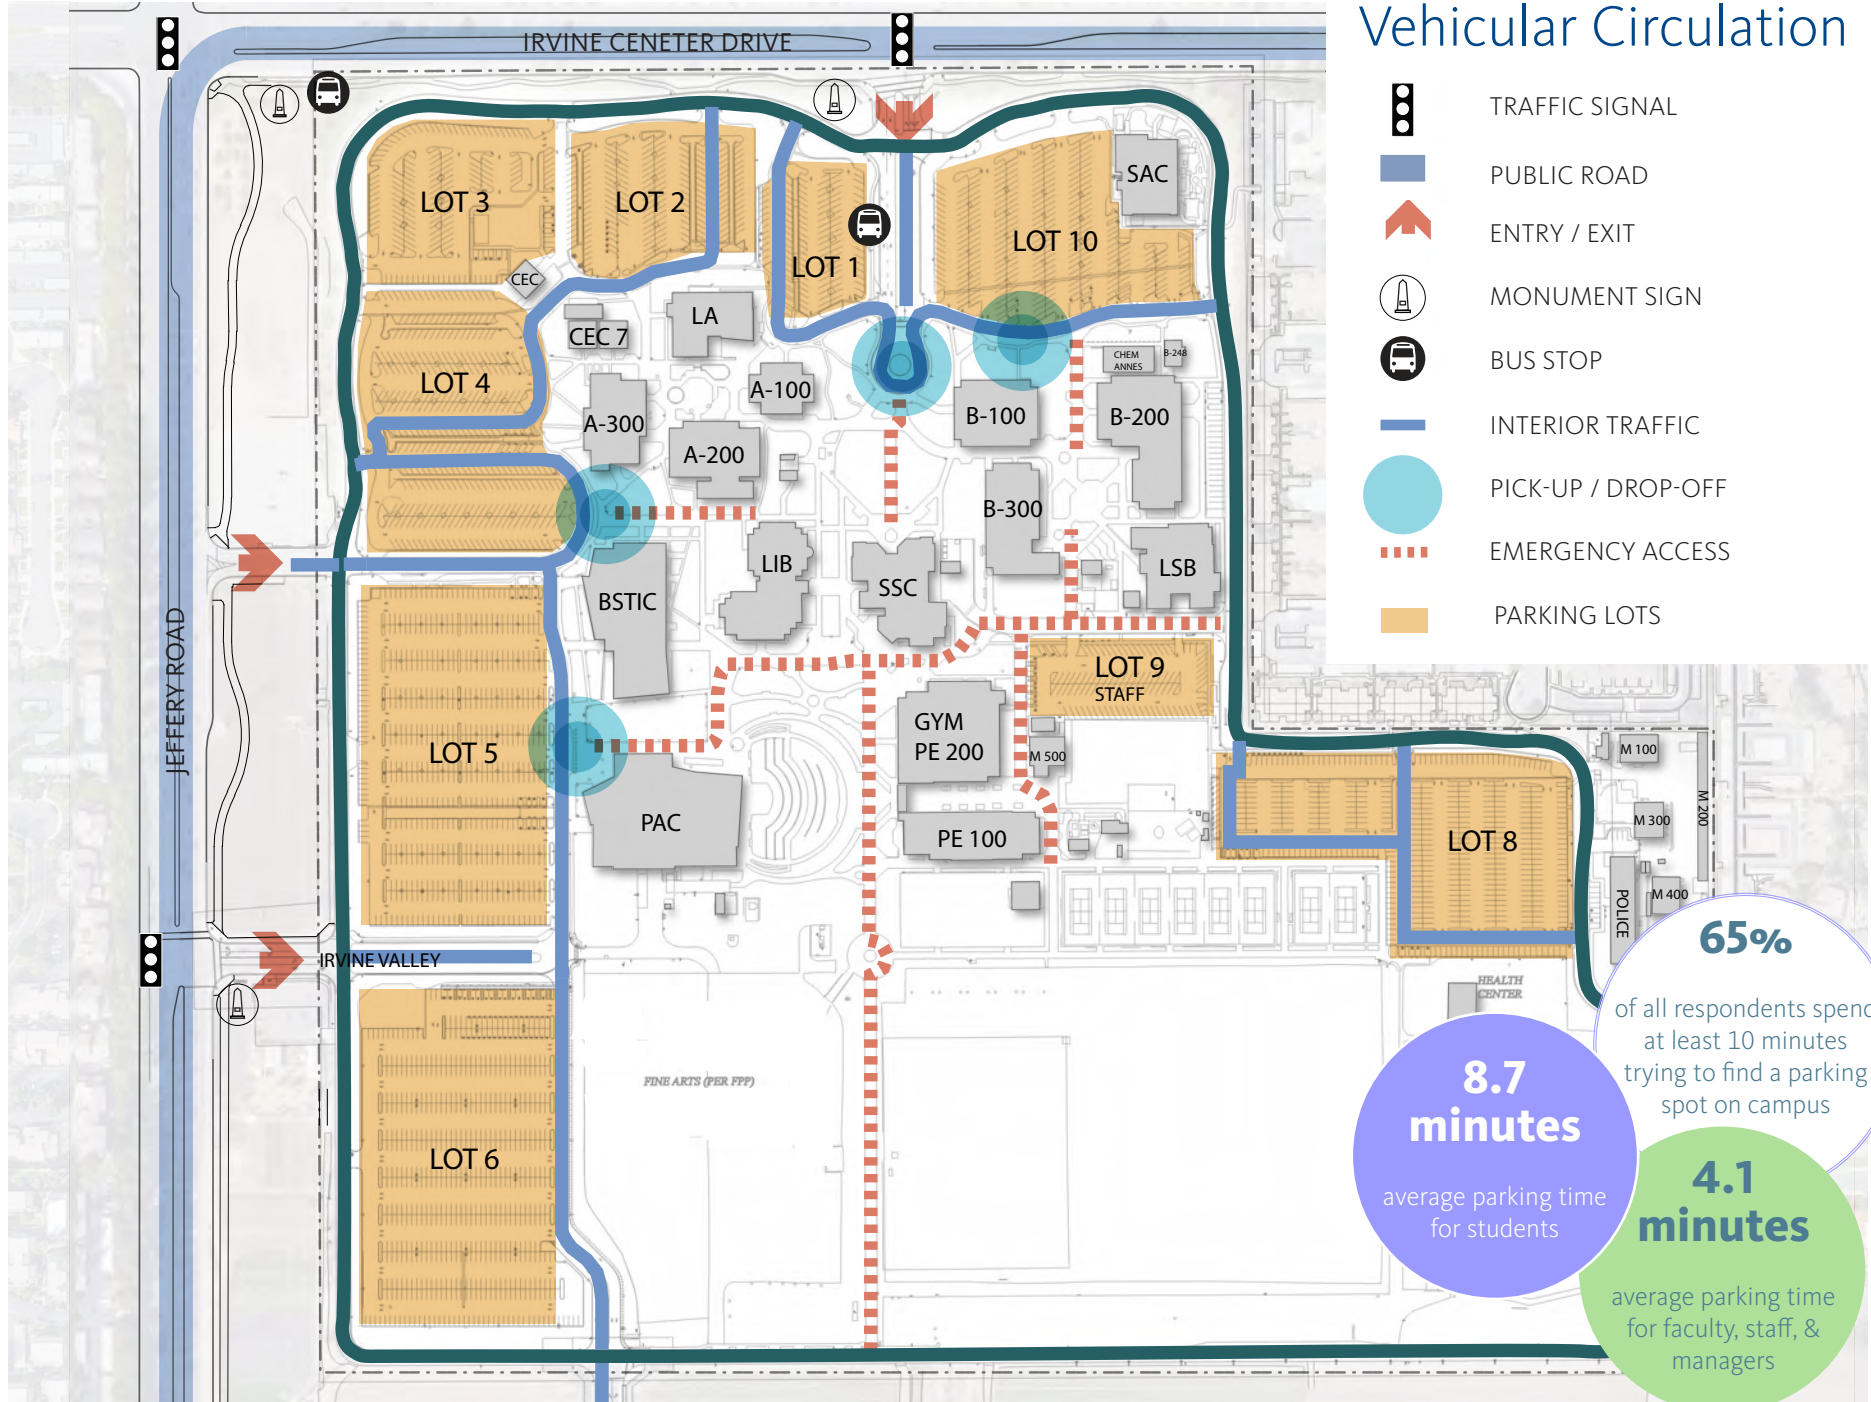 Vehicular Circulation
TRAFFIC SIGNAL
PUBLIC ROAD
ENTRY / EXIT
MONUMENT SIGN
BUS STOP
INTERIOR TRAFFIC
PICK-UP / DROP-OFF
EMERGENCY ACCESS
PARKING LOTS
IRVINE CENETER DRIVE
JEFFERY ROAD
IRVINE VALLEY
LOT 3
LOT 2
LOT 1
LOT 10
SAC
CEC
LOT 4
CEC 7
LA
A-100
A-300
A-200
CHEM
ANNES
B-248
B-100
B-200
B-300
LIB
SSC
LSB
BSTIC
LOT 9
STAFF
LOT 5
GYM
PE 200
M 500
PAC
PE 100
LOT 8
M 100
M 200
M 300
M 400
POLICE
HEALTH
CENTER
FINE ARTS (PER FPP)
LOT 6
65%
of all respondents spend
at least 10 minutes
trying to find a parking
spot on campus
8.7
minutes
average parking time
for students
4.1
minutes
average parking time
for faculty, staff, &
managers